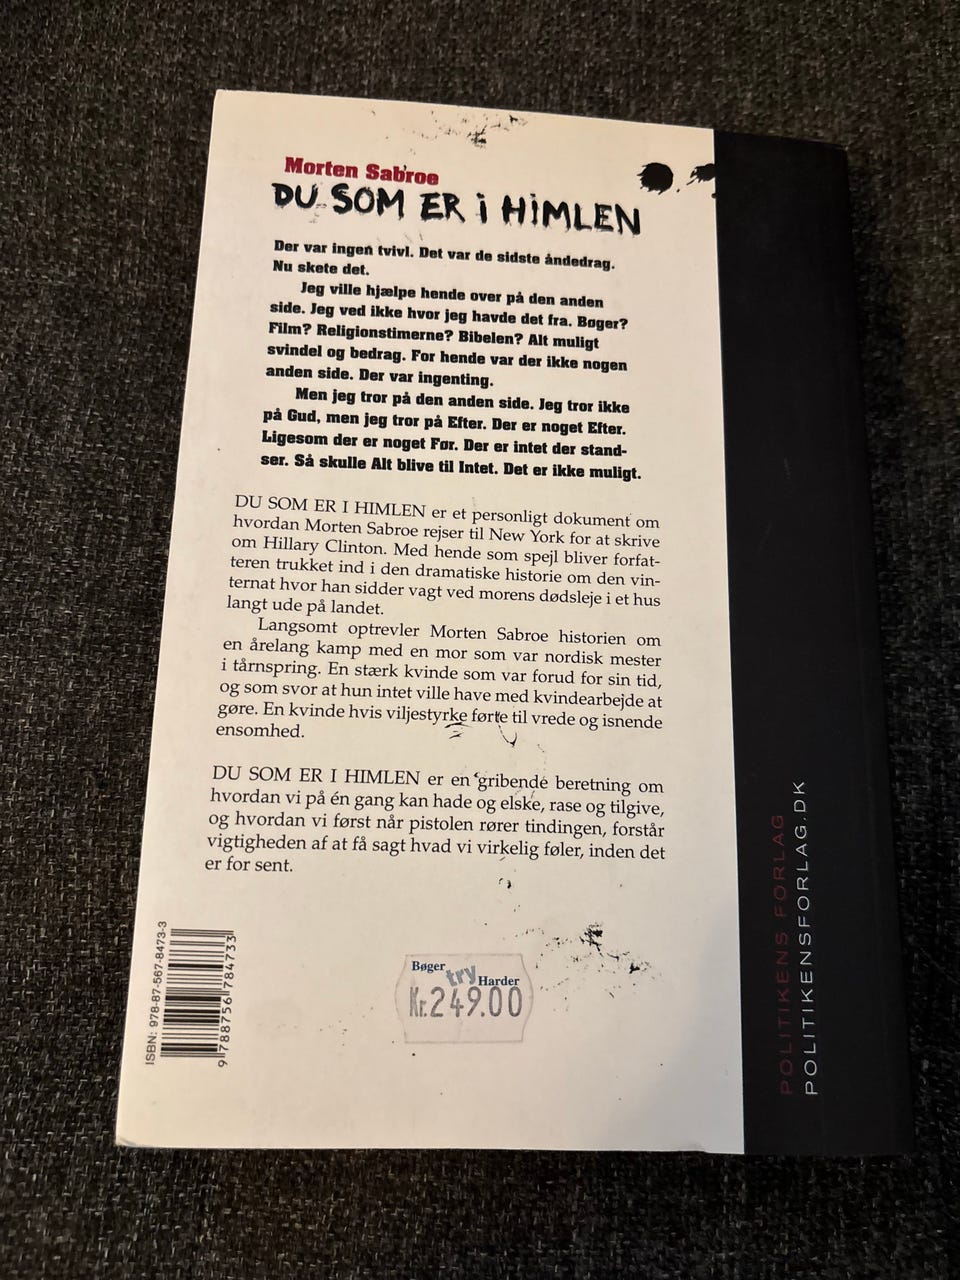 Morten Sabroe
DU SOM ER i HiMLEN
Der var ingen tvivl. Det var de sidste åndedrag.
Nu skete det.
Jeg ville hjælpe hende over på den anden
side. Jeg ved ikke hvor jeg havde det fra. Bøger?
Film? Religionstimerne? Bibelen? Alt muligt
svindel og bedrag. For hende var der ikke nogen
anden side. Der var ingenting.
Men jeg tror på den anden side. Jeg tror ikke
på Gud, men jeg tror på Efter. Der er noget Efter.
Ligesom der er noget Før. Der er intet der stand-
ser. Så skulle Alt blive til Intet. Det er ikke muligt.
DU SOM ER I HIMLEN er et personligt dokument om
hvordan Morten Sabroe rejser til New York for at skrive
om Hillary Clinton. Med hende som spejl bliver forfat-
teren trukket ind i den dramatiske historie om den vin-
ternat hvor han sidder vagt ved morens dødsleje i et hus
langt ude på landet.
Langsomt optrevler Morten Sabroe historien om
en årelang kamp med en mor som var nordisk mester
i tårnspring. En stærk kvinde som var forud for sin tid,
og som svor at hun intet ville have med kvindearbejde at
gøre. En kvinde hvis viljestyrke førte til vrede og isnende
ensomhed.
DU SOM ER I HIMLEN er en gribende beretning om
hvordan vi på én gang kan hade og elske, rase og tilgive,
og hvordan vi først når pistolen rører tindingen, forstår
vigtigheden af at få sagt hvad vi virkelig føler, inden det
er for sent.
ISBN: 978-87-567-8473-3
9 788756 784733
Bøger try Harder
Kr. 249.00
POLITIKENS FORLAG
POLITIKENSFORLAG.DK